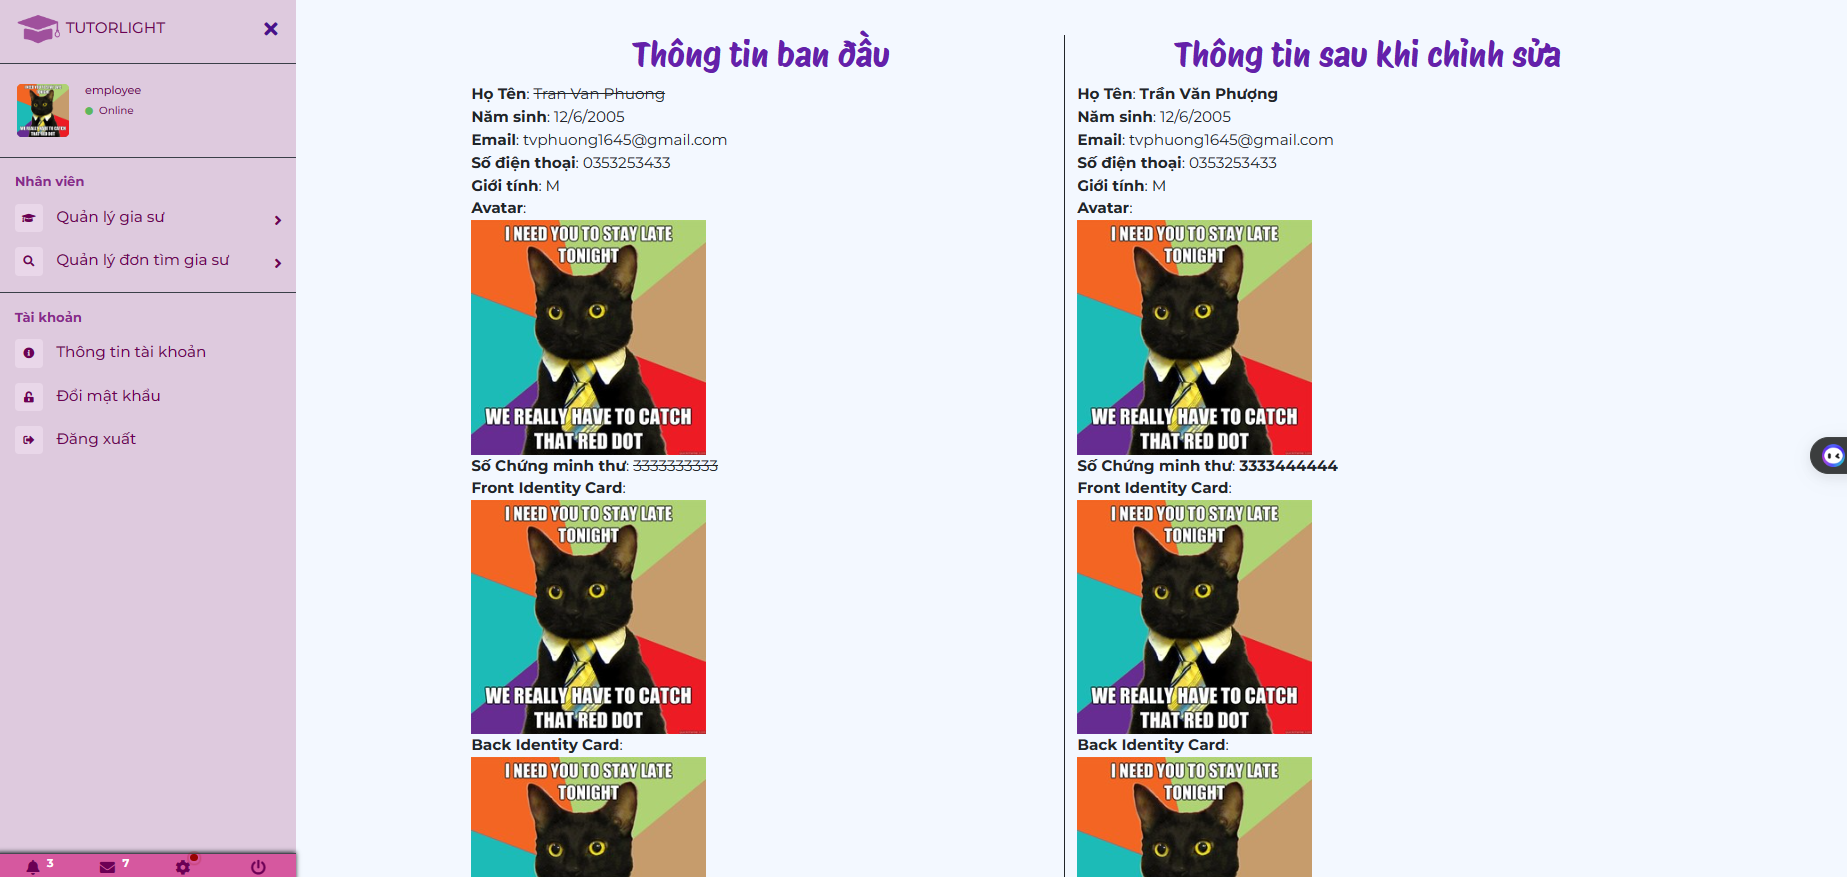 TUTORLIGHT
employee
Online
Nhân viên
Quản lý gia sư
Quản lý đơn tìm gia sư
Tài khoản
Thông tin tài khoản
Đổi mật khẩu
Đăng xuất
3
7
Thông tin ban đầu
Họ Tên: Tran Van Phuong
Năm sinh: 12/6/2005
Email: tvphuong1645@gmail.com
Số điện thoại: 0353253433
Giới tính: M
Avatar:
I NEED YOU TO STAY LATE
TONIGHT
WE REALLY HAVE TO CATCH
THAT RED DOT
Số Chứng minh thư: 3333333333
Front Identity Card:
I NEED YOU TO STAY LATE
TONIGHT
WE REALLY HAVE TO CATCH
THAT RED DOT
Back Identity Card:
I NEED YOU TO STAY LATE
TONIGHT
Thông tin sau khi chỉnh sửa
Họ Tên: Trần Văn Phượng
Năm sinh: 12/6/2005
Email: tvphuong1645@gmail.com
Số điện thoại: 0353253433
Giới tính: M
Avatar:
I NEED YOU TO STAY LATE
TONIGHT
WE REALLY HAVE TO CATCH
THAT RED DOT
Số Chứng minh thư: 3333444444
Front Identity Card:
I NEED YOU TO STAY LATE
TONIGHT
WE REALLY HAVE TO CATCH
THAT RED DOT
Back Identity Card:
I NEED YOU TO STAY LATE
TONIGHT